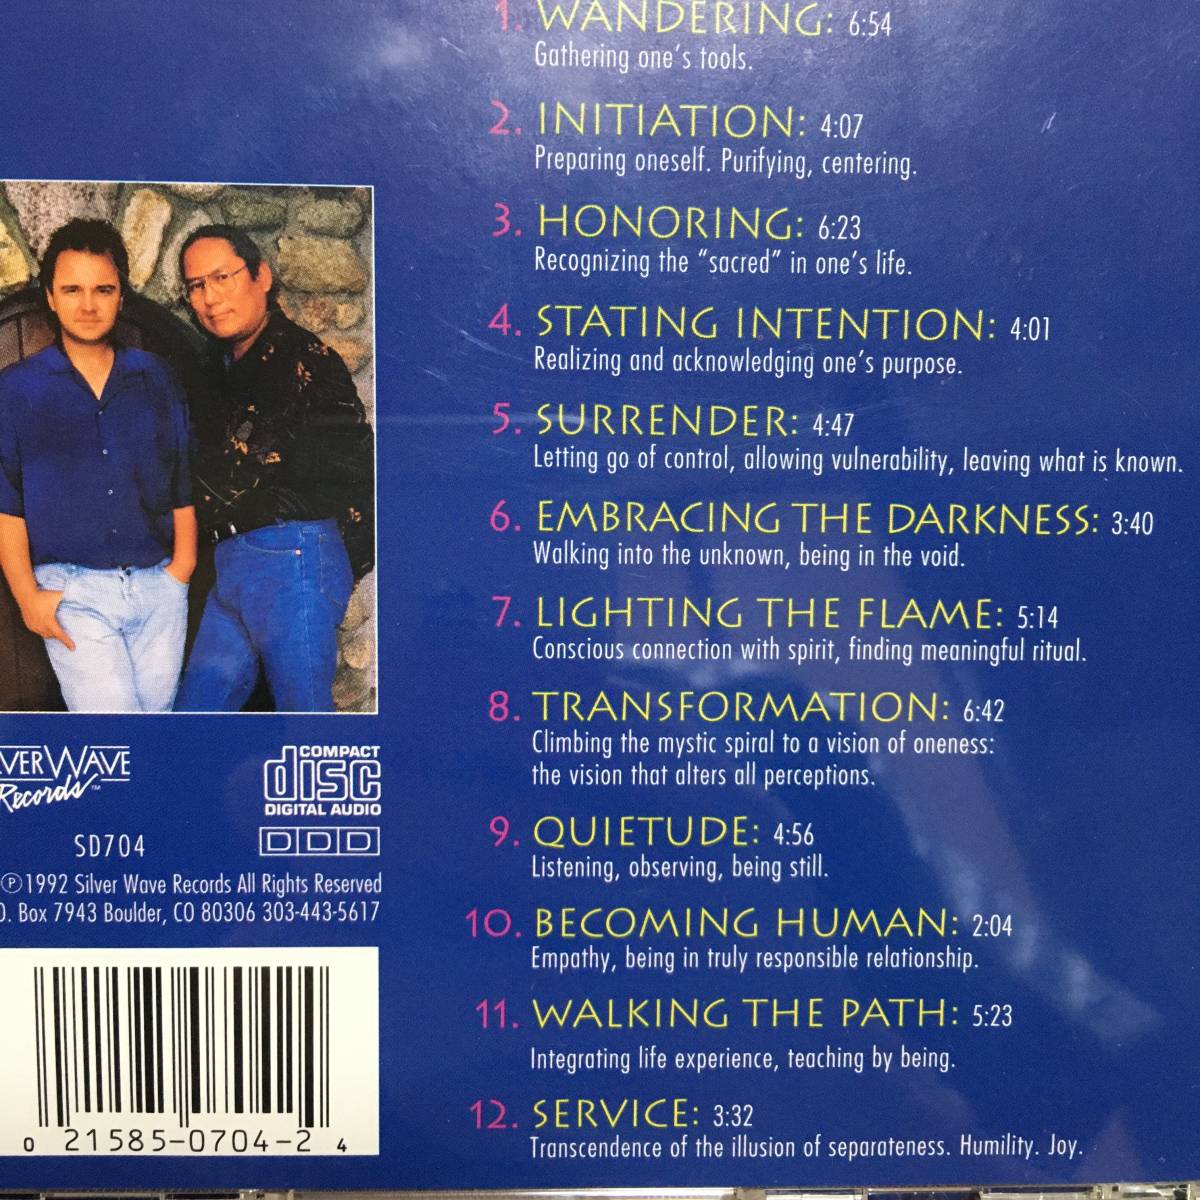 1. WANDERING: 6:54
Gathering one's tools.
2. INITIATION: 4:07
Preparing oneself. Purifying, centering.
3. HONORING: 6:23
Recognizing the "sacred" in one's life.
4. STATING INTENTION: 4:01
Realizing and acknowledging one's purpose.
5. SURRENDER: 4:47
Letting go of control, allowing vulnerability, leaving what is known.
6. EMBRACING THE DARKNESS: 3:40
Walking into the unknown, being in the void.
7. LIGHTING THE FLAME: 5:14
Conscious connection with spirit, finding meaningful ritual.
8. TRANSFORMATION: 6:42
Climbing the mystic spiral to a vision of oneness:
the vision that alters all perceptions.
9. QUIETUDE: 4:56
Listening, observing, being still.
10. BECOMING HUMAN: 2:04
Empathy, being in truly responsible relationship.
11. WALKING THE PATH: 5:23
Integrating life experience, teaching by being.
12. SERVICE: 3:32
Transcendence of the illusion of separateness. Humility. Joy.
VER WAVE
Records™
COMPACT
disc
DIGITAL AUDIO
DDD
SD704
℗1992 Silver Wave Records All Rights Reserved
O. Box 7943 Boulder, CO 80306 303-443-5617
0 21585-0704-2 4